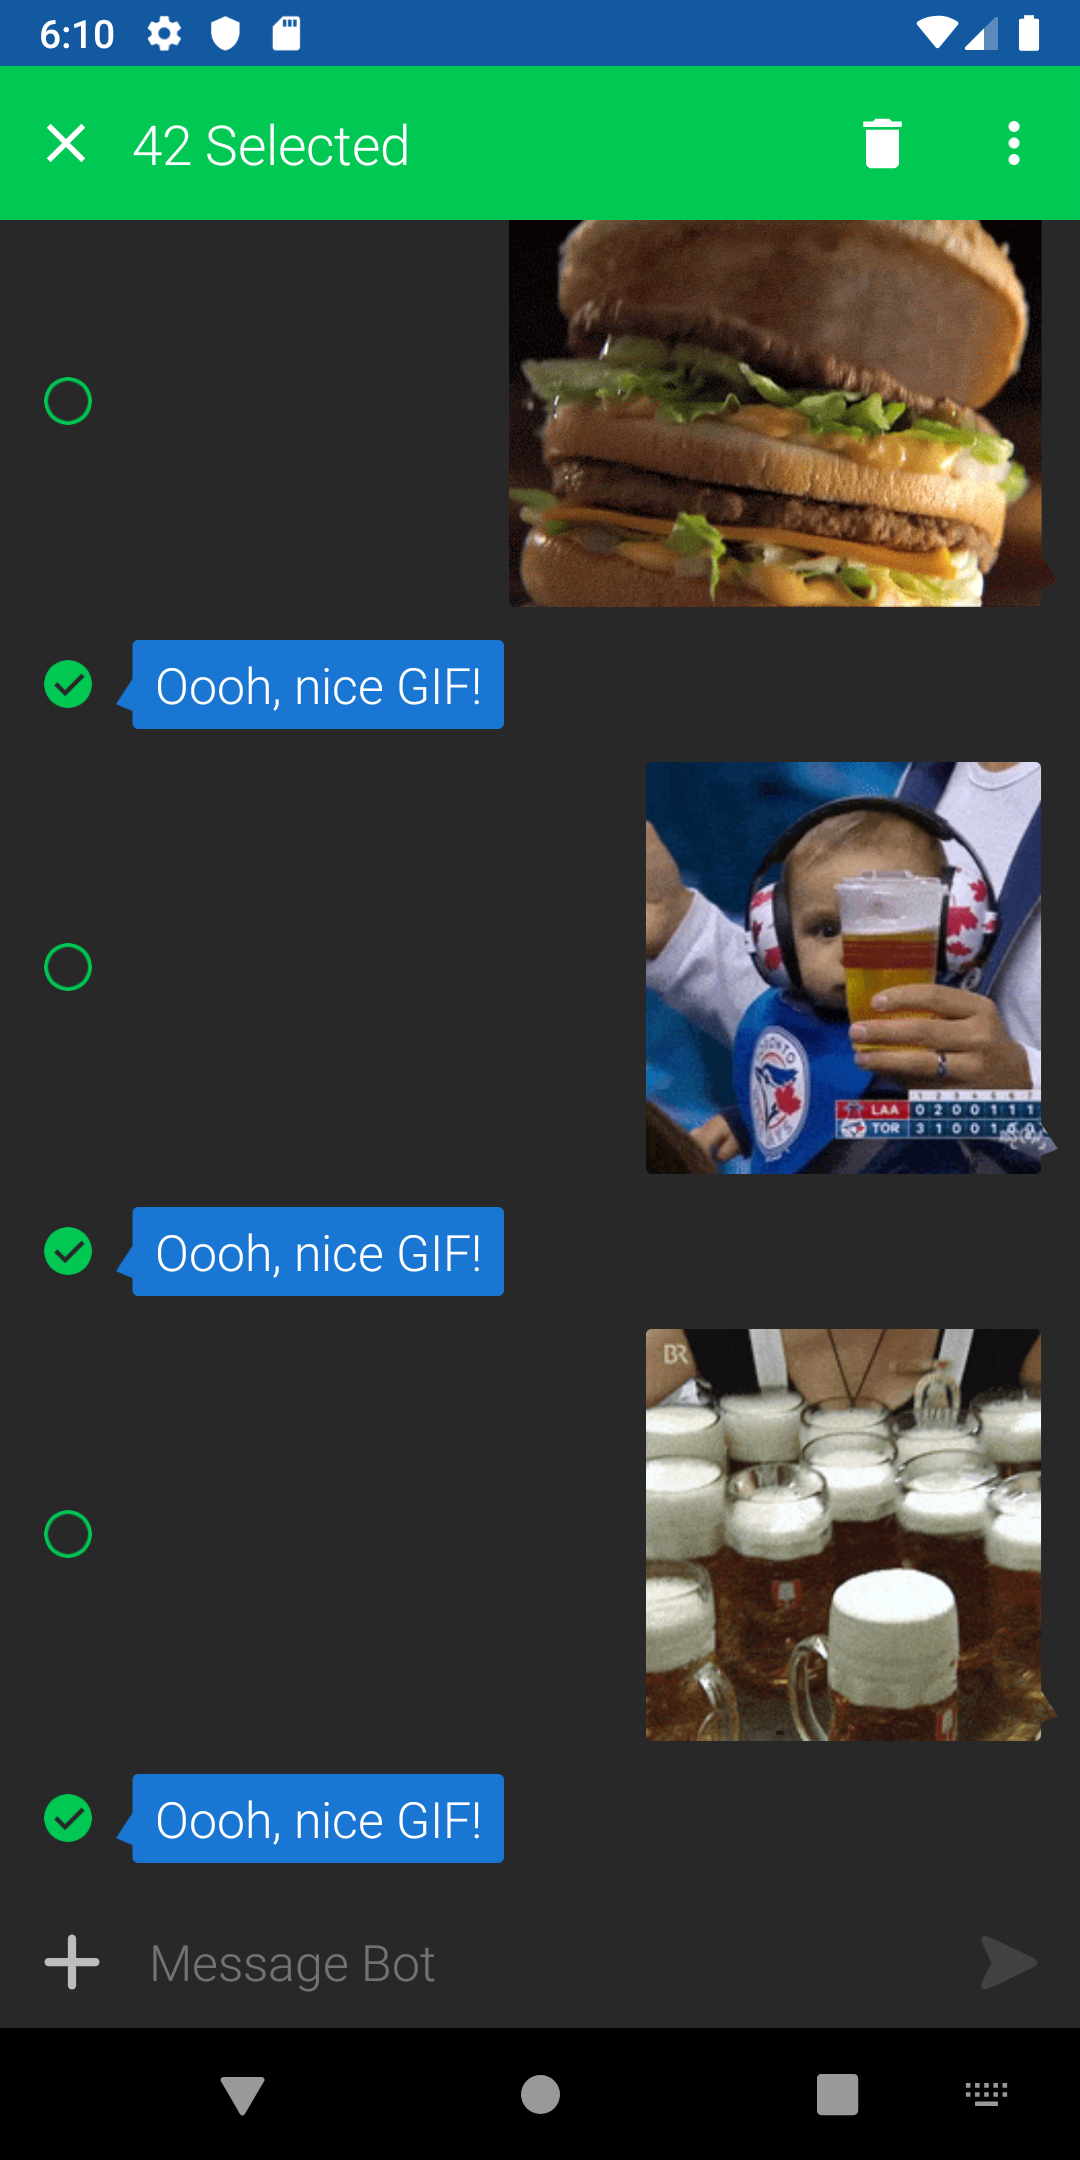 6:10
42 Selected
Oooh, nice GIF!
TORONTO
LAA 0 2 0 0 1 1 1
TOR 3 1 0 0 1 0 0
Oooh, nice GIF!
BR
Oooh, nice GIF!
Message Bot